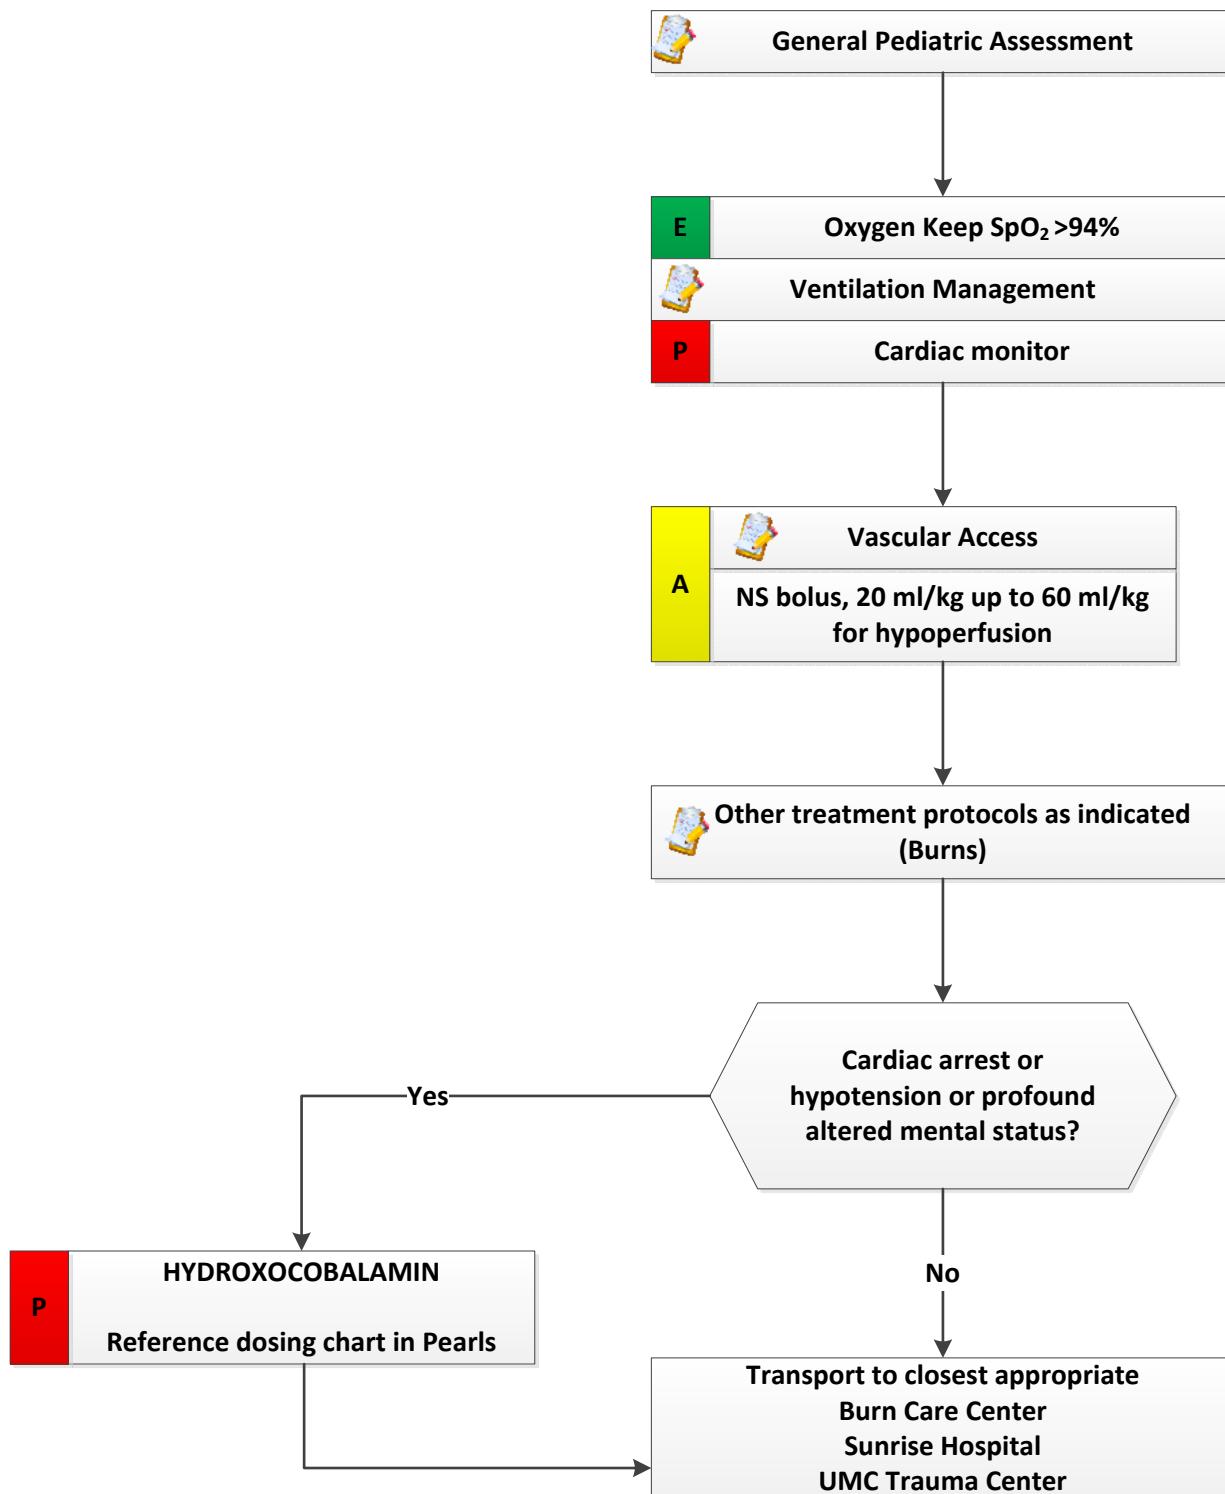 General Pediatric Assessment
E
Oxygen Keep SpO₂ >94%
Ventilation Management
P
Cardiac monitor
A
Vascular Access
NS bolus, 20 ml/kg up to 60 ml/kg
for hypoperfusion
Other treatment protocols as indicated
(Burns)
Cardiac arrest or
hypotension or profound
altered mental status?
Yes
No
P
HYDROXOCOBALAMIN
Reference dosing chart in Pearls
Transport to closest appropriate
Burn Care Center
Sunrise Hospital
UMC Trauma Center